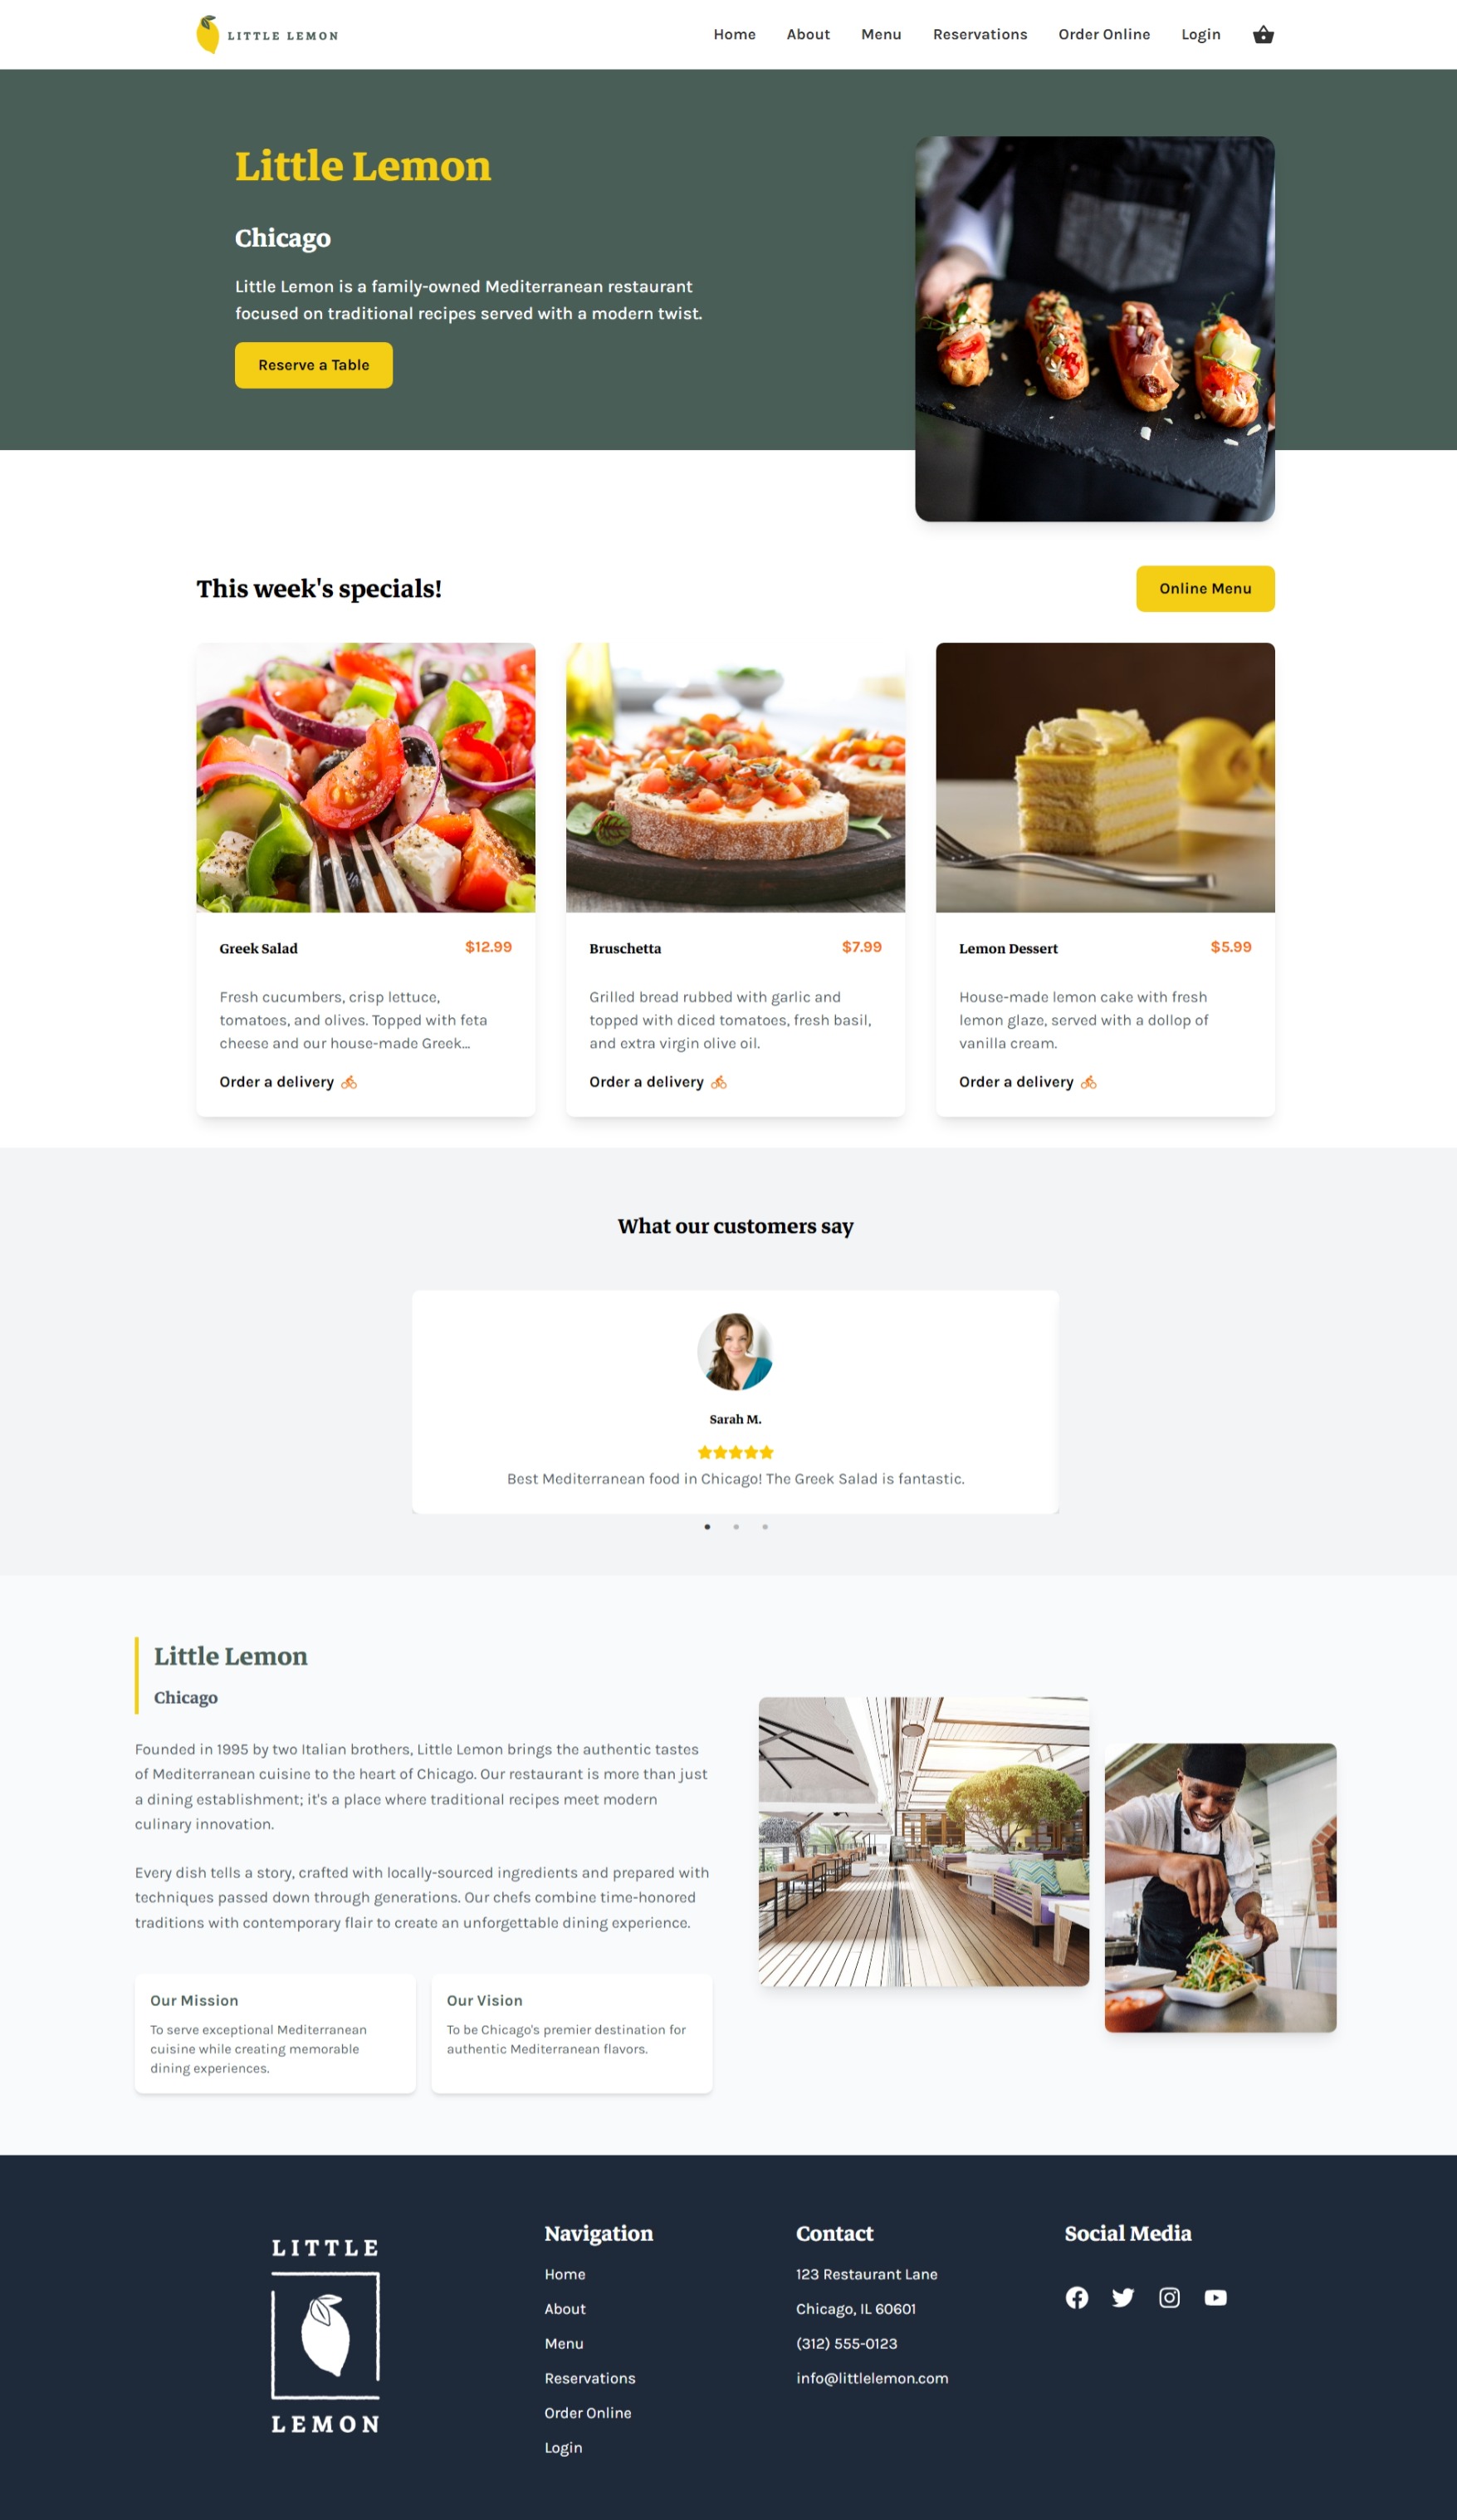 LITTLE LEMON
Home About Menu Reservations Order Online Login
Little Lemon
Chicago
Little Lemon is a family-owned Mediterranean restaurant
focused on traditional recipes served with a modern twist.
Reserve a Table
This week's specials!
Online Menu
Greek Salad $12.99
Fresh cucumbers, crisp lettuce,
tomatoes, and olives. Topped with feta
cheese and our house-made Greek...
Order a delivery
Bruschetta $7.99
Grilled bread rubbed with garlic and
topped with diced tomatoes, fresh basil,
and extra virgin olive oil.
Order a delivery
Lemon Dessert $5.99
House-made lemon cake with fresh
lemon glaze, served with a dollop of
vanilla cream.
Order a delivery
What our customers say
Sarah M.
Best Mediterranean food in Chicago! The Greek Salad is fantastic.
Little Lemon
Chicago
Founded in 1995 by two Italian brothers, Little Lemon brings the authentic tastes
of Mediterranean cuisine to the heart of Chicago. Our restaurant is more than just
a dining establishment; it's a place where traditional recipes meet modern
culinary innovation.
Every dish tells a story, crafted with locally-sourced ingredients and prepared with
techniques passed down through generations. Our chefs combine time-honored
traditions with contemporary flair to create an unforgettable dining experience.
Our Mission
To serve exceptional Mediterranean
cuisine while creating memorable
dining experiences.
Our Vision
To be Chicago's premier destination for
authentic Mediterranean flavors.
LITTLE
LEMON
Navigation
Home
About
Menu
Reservations
Order Online
Login
Contact
123 Restaurant Lane
Chicago, IL 60601
(312) 555-0123
info@littlelemon.com
Social Media